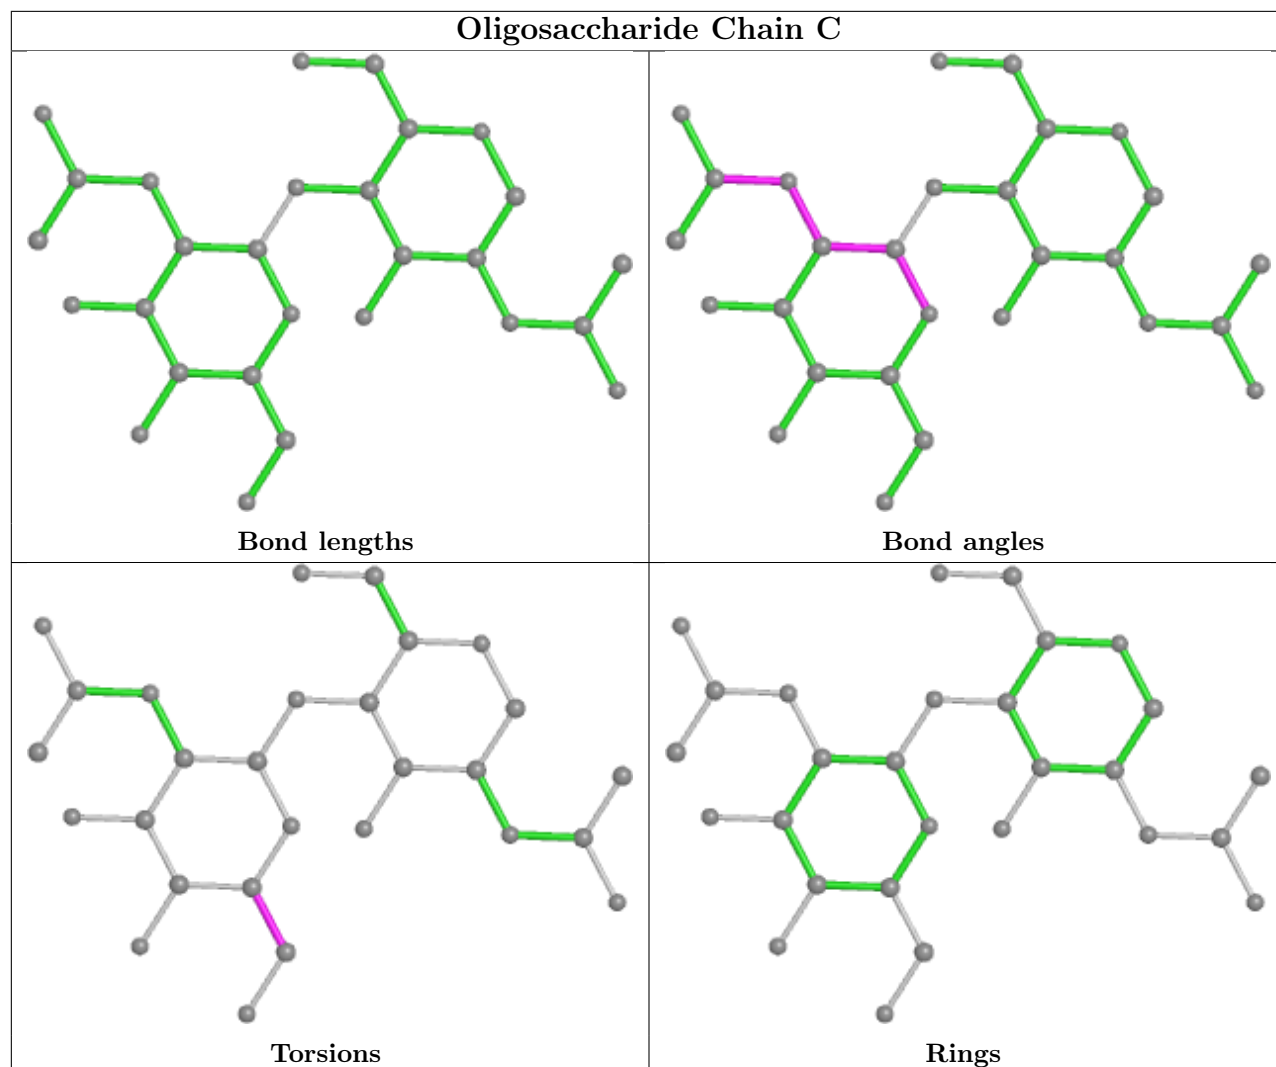 Oligosaccharide Chain C
Bond lengths
Bond angles
Torsions
Rings